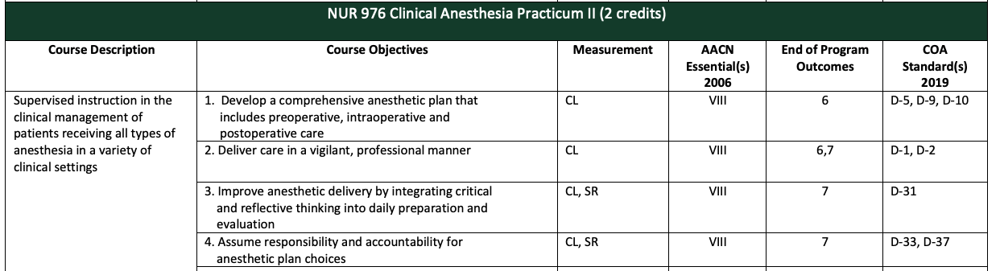 NUR 976 Clinical Anesthesia Practicum II (2 credits)
Course Description
Course Objectives
Measurement
AACN
Essential(s)
2006
End of Program
Outcomes
COA
Standard(s)
2019
Supervised instruction in the
clinical management of
patients receiving all types of
anesthesia in a variety of
clinical settings
1. Develop a comprehensive anesthetic plan that
includes preoperative, intraoperative and
postoperative care
CL
VIII
6
D-5, D-9, D-10
2. Deliver care in a vigilant, professional manner
CL
VIII
6,7
D-1, D-2
3. Improve anesthetic delivery by integrating critical
and reflective thinking into daily preparation and
evaluation
CL, SR
VIII
7
D-31
4. Assume responsibility and accountability for
anesthetic plan choices
CL, SR
VIII
7
D-33, D-37